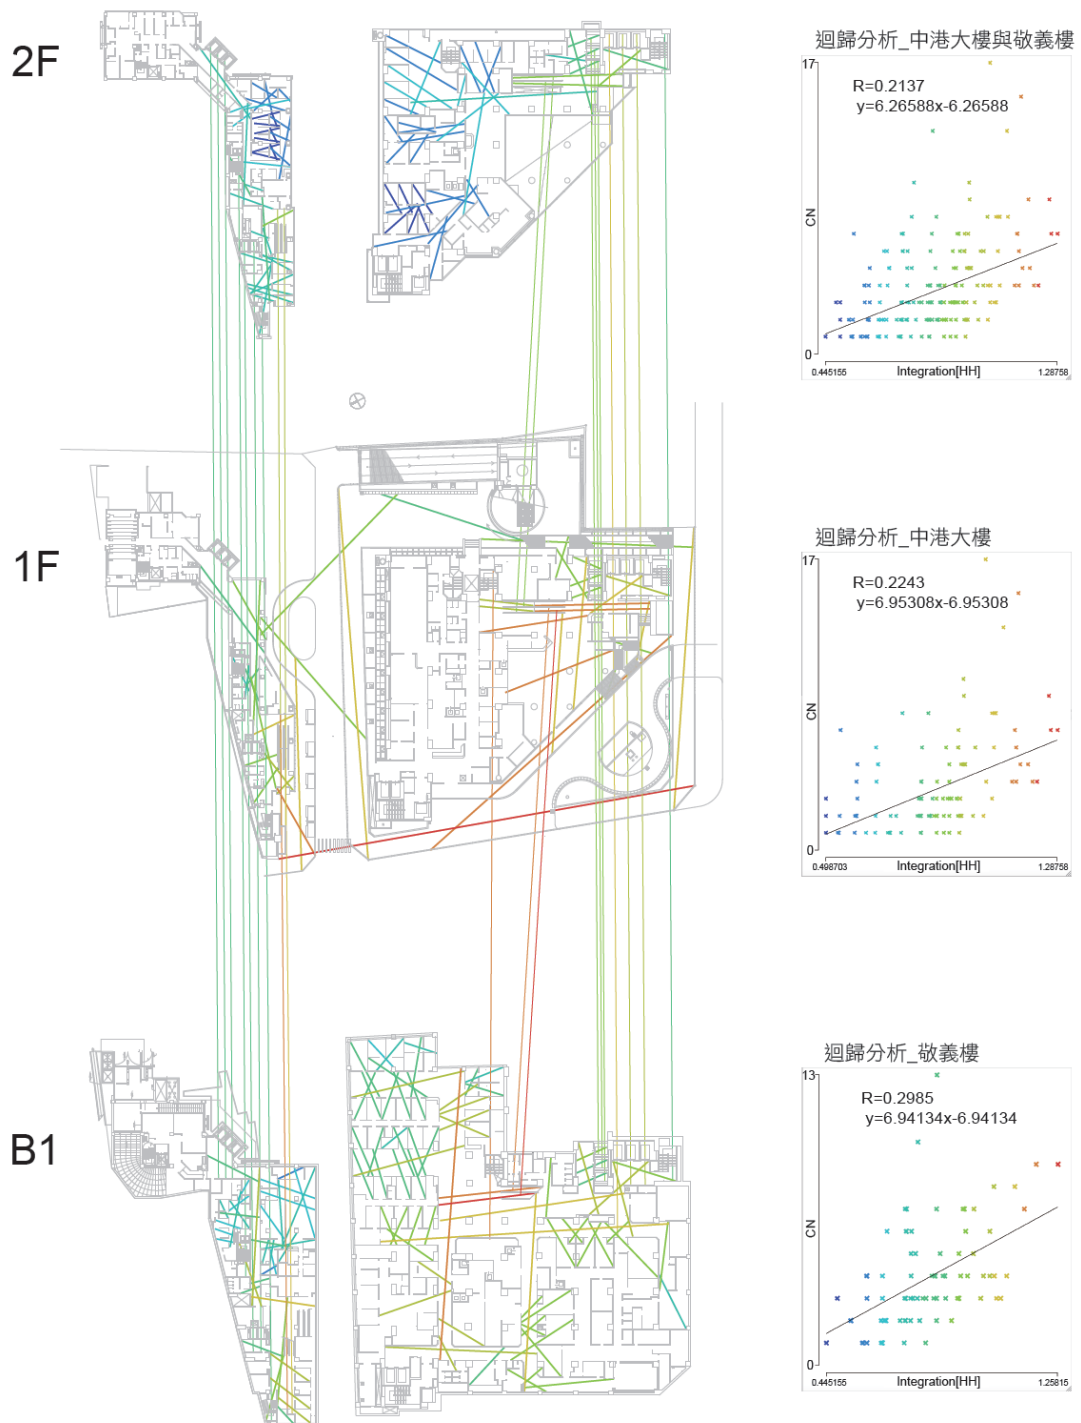 2F
迴歸分析_中港大樓與敬義樓
17
R=0.2137
y=6.26588x-6.26588
CN
0
0.445155
Integration[HH]
1.28758
1F
迴歸分析_中港大樓
17
R=0.2243
y=6.95308x-6.95308
CN
0
0.498703
Integration[HH]
1.28758
B1
迴歸分析_敬義樓
13
R=0.2985
y=6.94134x-6.94134
CN
0
0.445155
Integration[HH]
1.25815